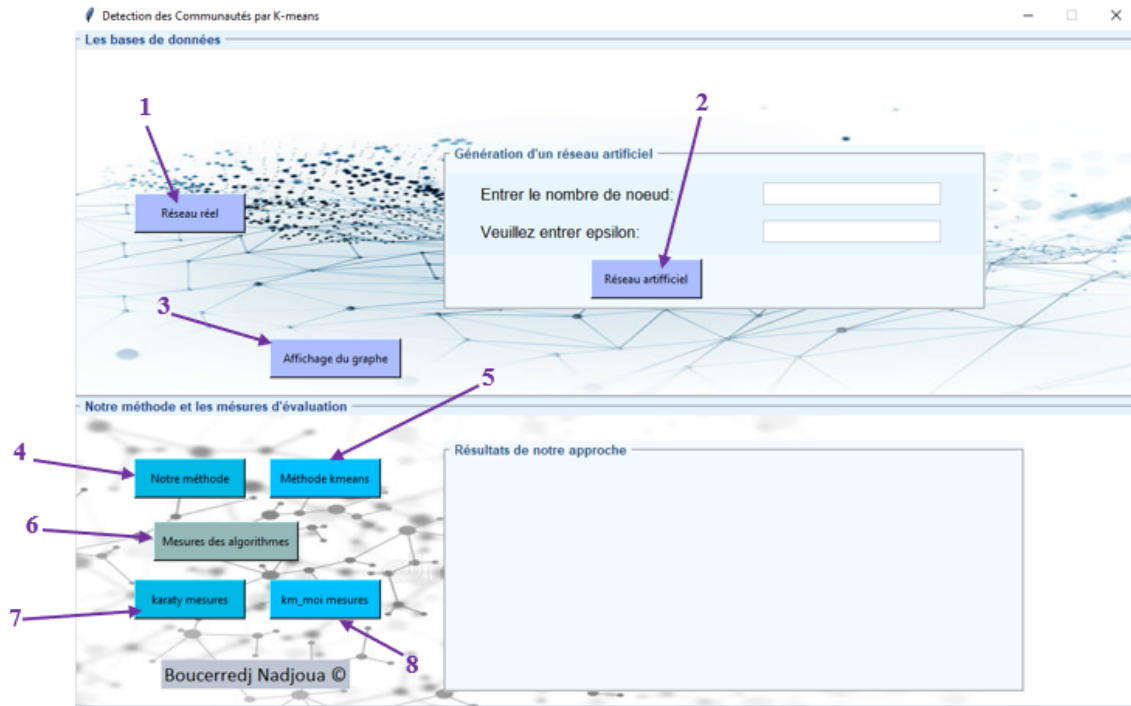 Detection des Communautés par K-means
Les bases de données
1
2
Génération d'un réseau artificiel
Entrer le nombre de noeud:
Réseau réel
Veuillez entrer epsilon:
Réseau artifficiel
3
Affichage du graphe
5
Notre méthode et les mésures d'évaluation
4
Résultats de notre approche
Notre méthode
Méthode kmeans
6
Mesures des algorithmes
karaty mesures
km_moi mesures
7
8
Boucerredj Nadjoua ©